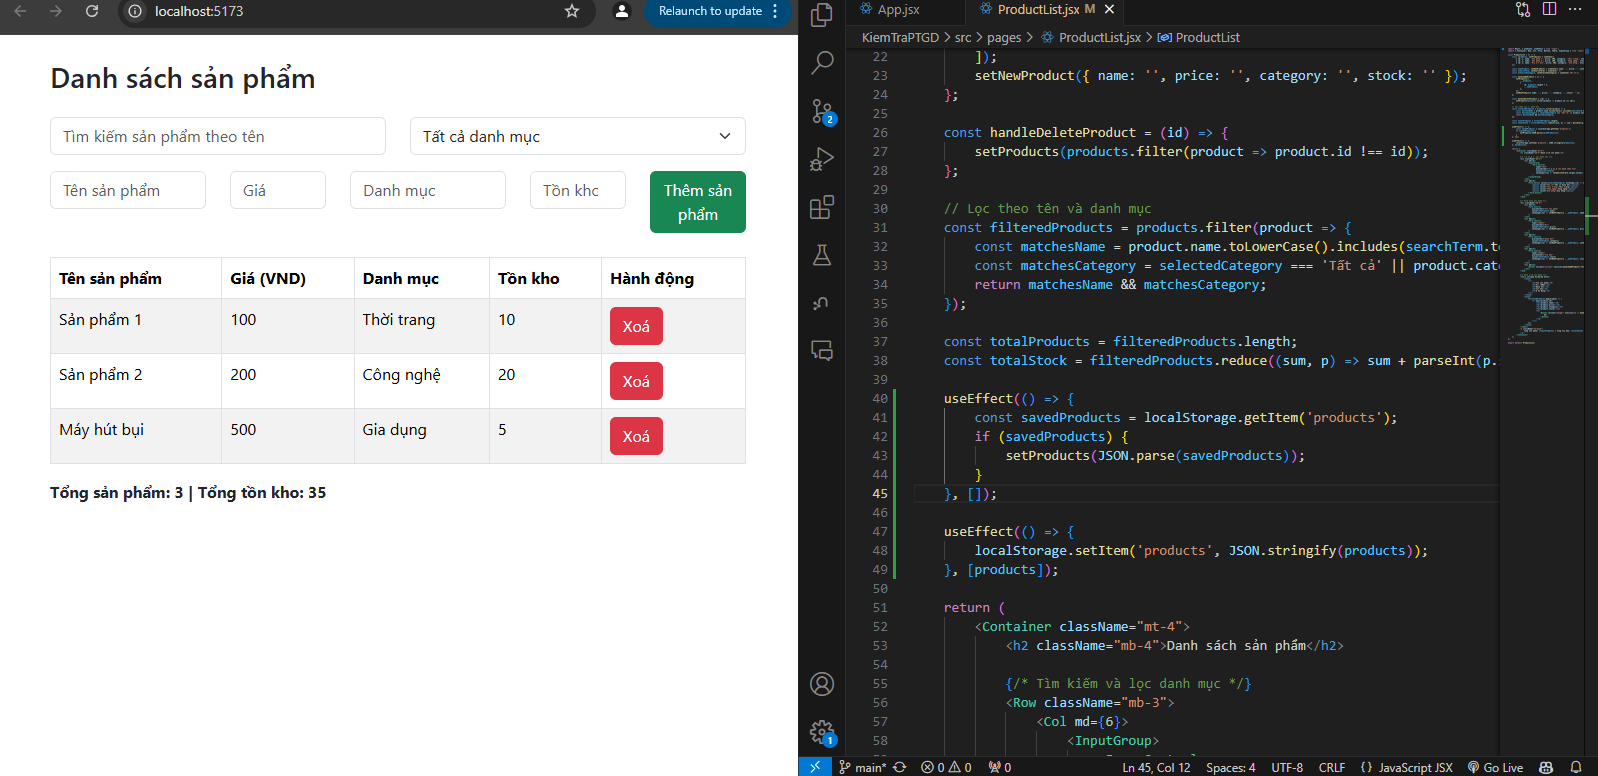 localhost:5173
Relaunch to update
Danh sách sản phẩm
Tìm kiếm sản phẩm theo tên
Tất cả danh mục
Tên sản phẩm
Giá
Danh mục
Tồn khc
Thêm sản phẩm
Tên sản phẩm Giá (VND) Danh mục Tồn kho Hành động
Sản phẩm 1 100 Thời trang 10 Xoá
Sản phẩm 2 200 Công nghệ 20 Xoá
Máy hút bụi 500 Gia dụng 5 Xoá
Tổng sản phẩm: 3 | Tổng tồn kho: 35
App.jsx
ProductList.jsx M
KiemTraPTGD > src > pages > ProductList.jsx > ProductList
22 ]);
23 setNewProduct({ name: '', price: '', category: '', stock: '' });
24 };
25
26 const handleDeleteProduct = (id) => {
27 setProducts(products.filter(product => product.id !== id));
28 };
29
30 // Lọc theo tên và danh mục
31 const filteredProducts = products.filter(product => {
32 const matchesName = product.name.toLowerCase().includes(searchTerm.to
33 const matchesCategory = selectedCategory === 'Tất cả' || product.cat
34 return matchesName && matchesCategory;
35 });
36
37 const totalProducts = filteredProducts.length;
38 const totalStock = filteredProducts.reduce((sum, p) => sum + parseInt(p.
39
40 useEffect(() => {
41 const savedProducts = localStorage.getItem('products');
42 if (savedProducts) {
43 setProducts(JSON.parse(savedProducts));
44 }
45 }, []);
46
47 useEffect(() => {
48 localStorage.setItem('products', JSON.stringify(products));
49 }, [products]);
50
51 return (
52 <Container className="mt-4">
53 <h2 className="mb-4">Danh sách sản phẩm</h2>
54
55 {/* Tìm kiếm và lọc danh mục */}
56 <Row className="mb-3">
57 <Col md={6}>
58 <InputGroup>
2
1
main* 0 0 0 Ln 45, Col 12 Spaces: 4 UTF-8 CRLF { } JavaScript JSX Go Live